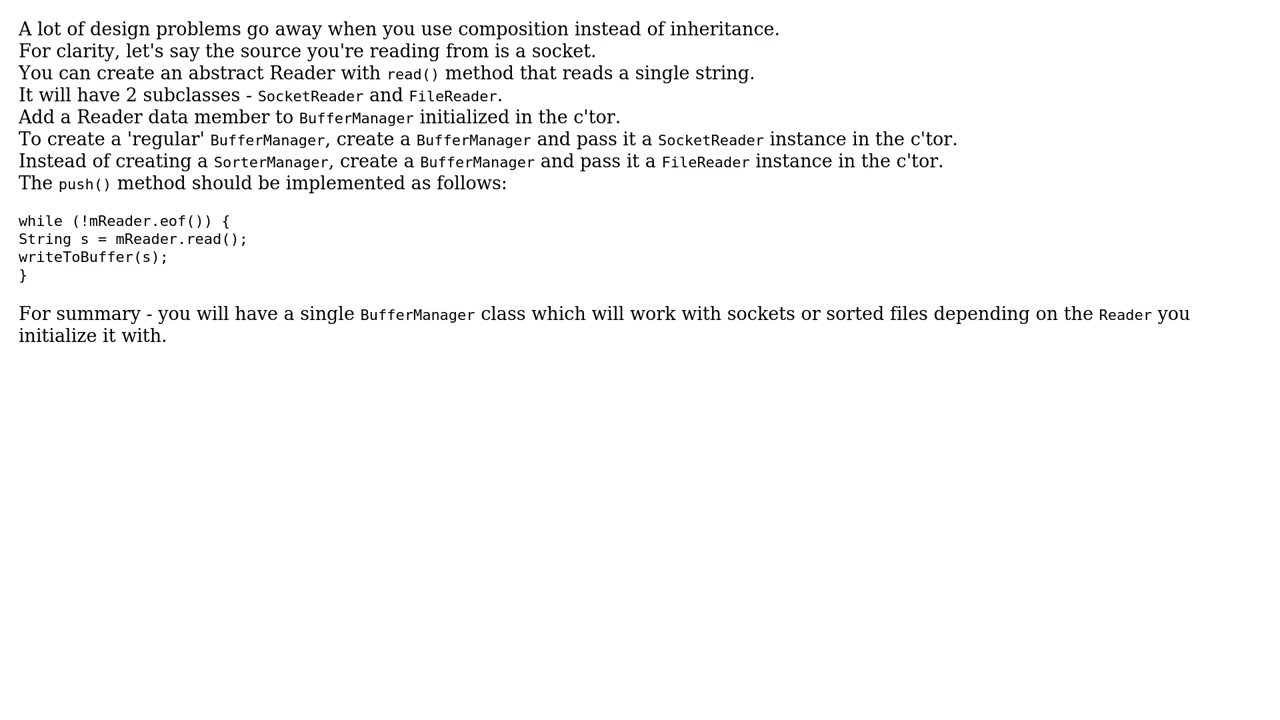 A lot of design problems go away when you use composition instead of inheritance.
For clarity, let's say the source you're reading from is a socket.
You can create an abstract Reader with read() method that reads a single string.
It will have 2 subclasses - SocketReader and FileReader.
Add a Reader data member to BufferManager initialized in the c'tor.
To create a 'regular' BufferManager, create a BufferManager and pass it a SocketReader instance in the c'tor.
Instead of creating a SorterManager, create a BufferManager and pass it a FileReader instance in the c'tor.
The push() method should be implemented as follows:
while (!mReader.eof()) {
String s = mReader.read();
writeToBuffer(s);
}
For summary - you will have a single BufferManager class which will work with sockets or sorted files depending on the Reader you
initialize it with.